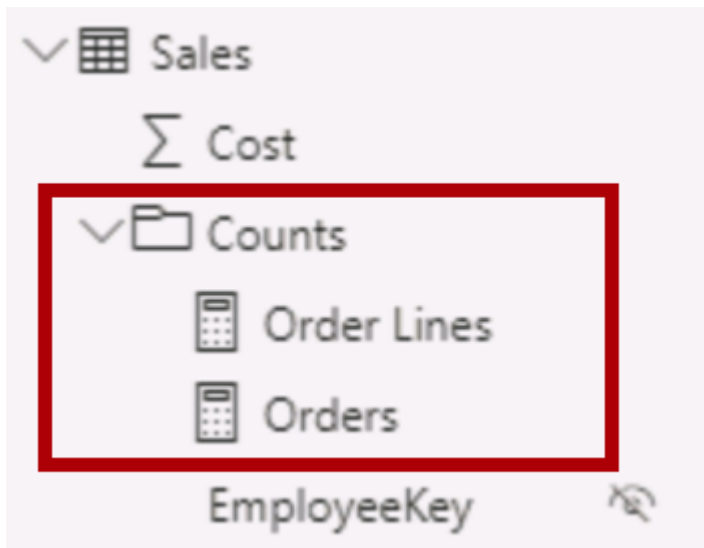 Sales
Cost
Counts
Order Lines
Orders
EmployeeKey